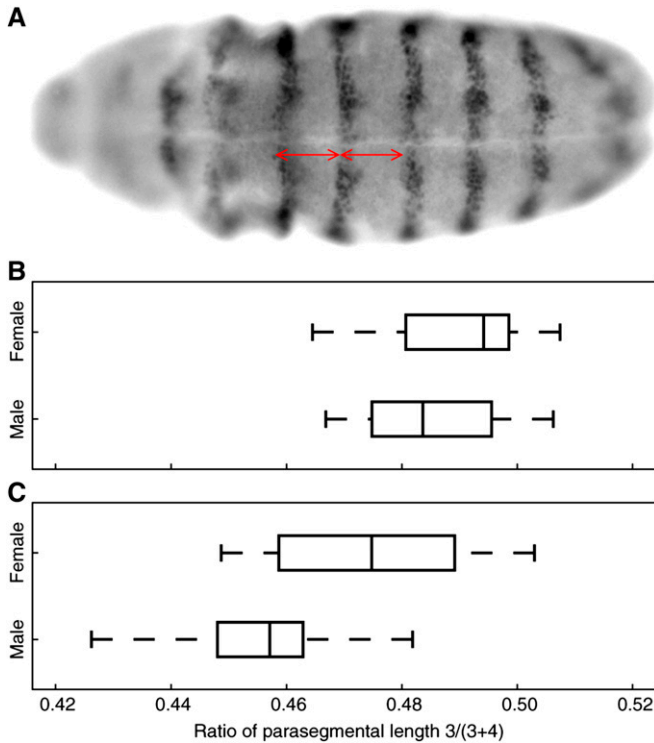 A
B
Female
Male
C
Female
Male
0.42 0.44 0.46 0.48 0.50 0.52
Ratio of parasegmental length 3/(3+4)